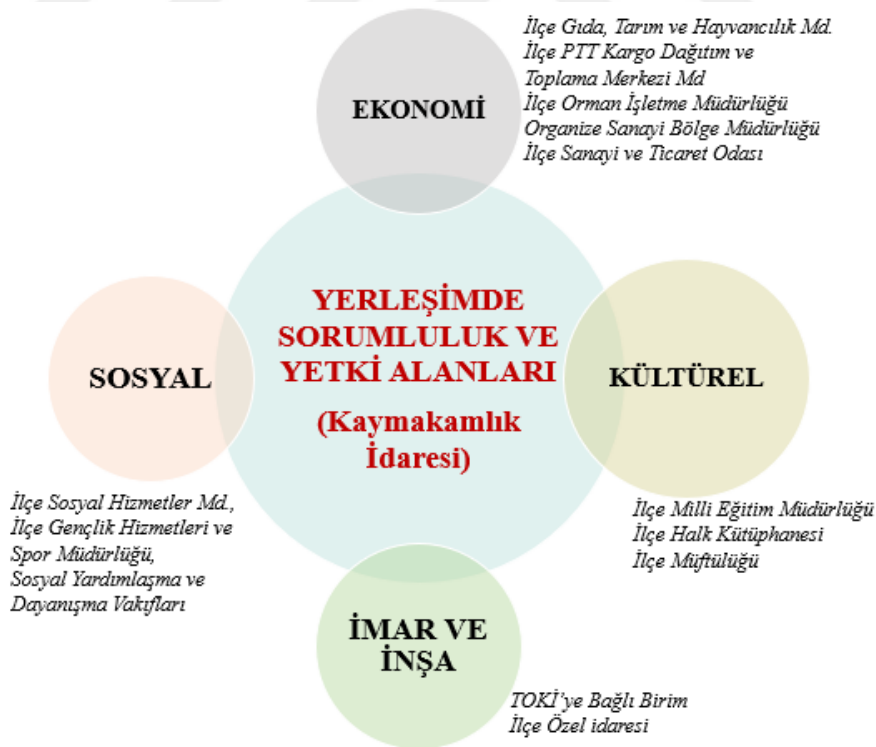 EKONOMİ
İlçe Gıda, Tarım ve Hayvancılık Md.
İlçe PTT Kargo Dağıtım ve
Toplama Merkezi Md
İlçe Orman İşletme Müdürlüğü
Organize Sanayi Bölge Müdürlüğü
İlçe Sanayi ve Ticaret Odası
YERLEŞİMDE
SORUMLULUK VE
YETKİ ALANLARI
(Kaymakamlık
İdaresi)
SOSYAL
İlçe Sosyal Hizmetler Md.,
İlçe Gençlik Hizmetleri ve
Spor Müdürlüğü,
Sosyal Yardımlaşma ve
Dayanışma Vakıfları
KÜLTÜREL
İlçe Milli Eğitim Müdürlüğü
İlçe Halk Kütüphanesi
İlçe Müftülüğü
İMAR VE
İNŞA
TOKİ’ye Bağlı Birim
İlçe Özel idaresi